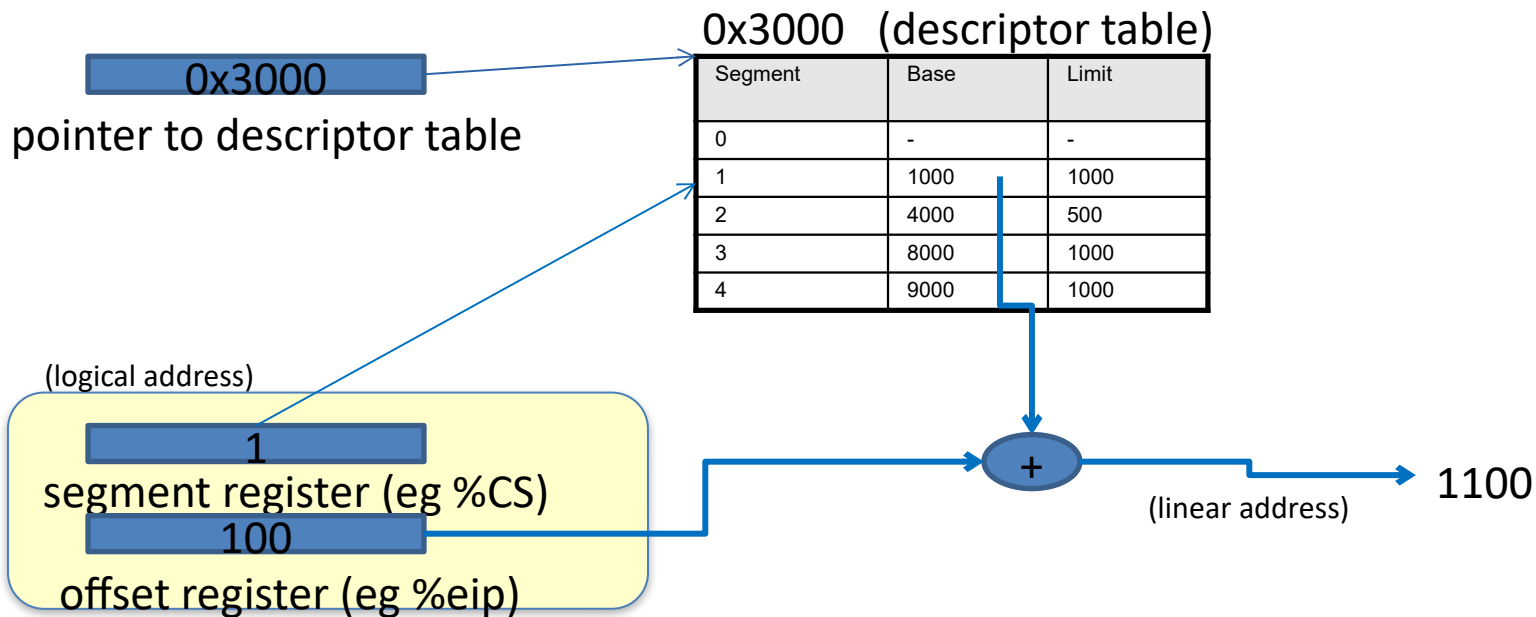 0x3000 (descriptor table)
0x3000
pointer to descriptor table
Segment Base Limit
0 - -
1 1000 1000
2 4000 500
3 8000 1000
4 9000 1000
(logical address)
1
segment register (eg %CS)
100
offset register (eg %eip)
+
(linear address)
1100